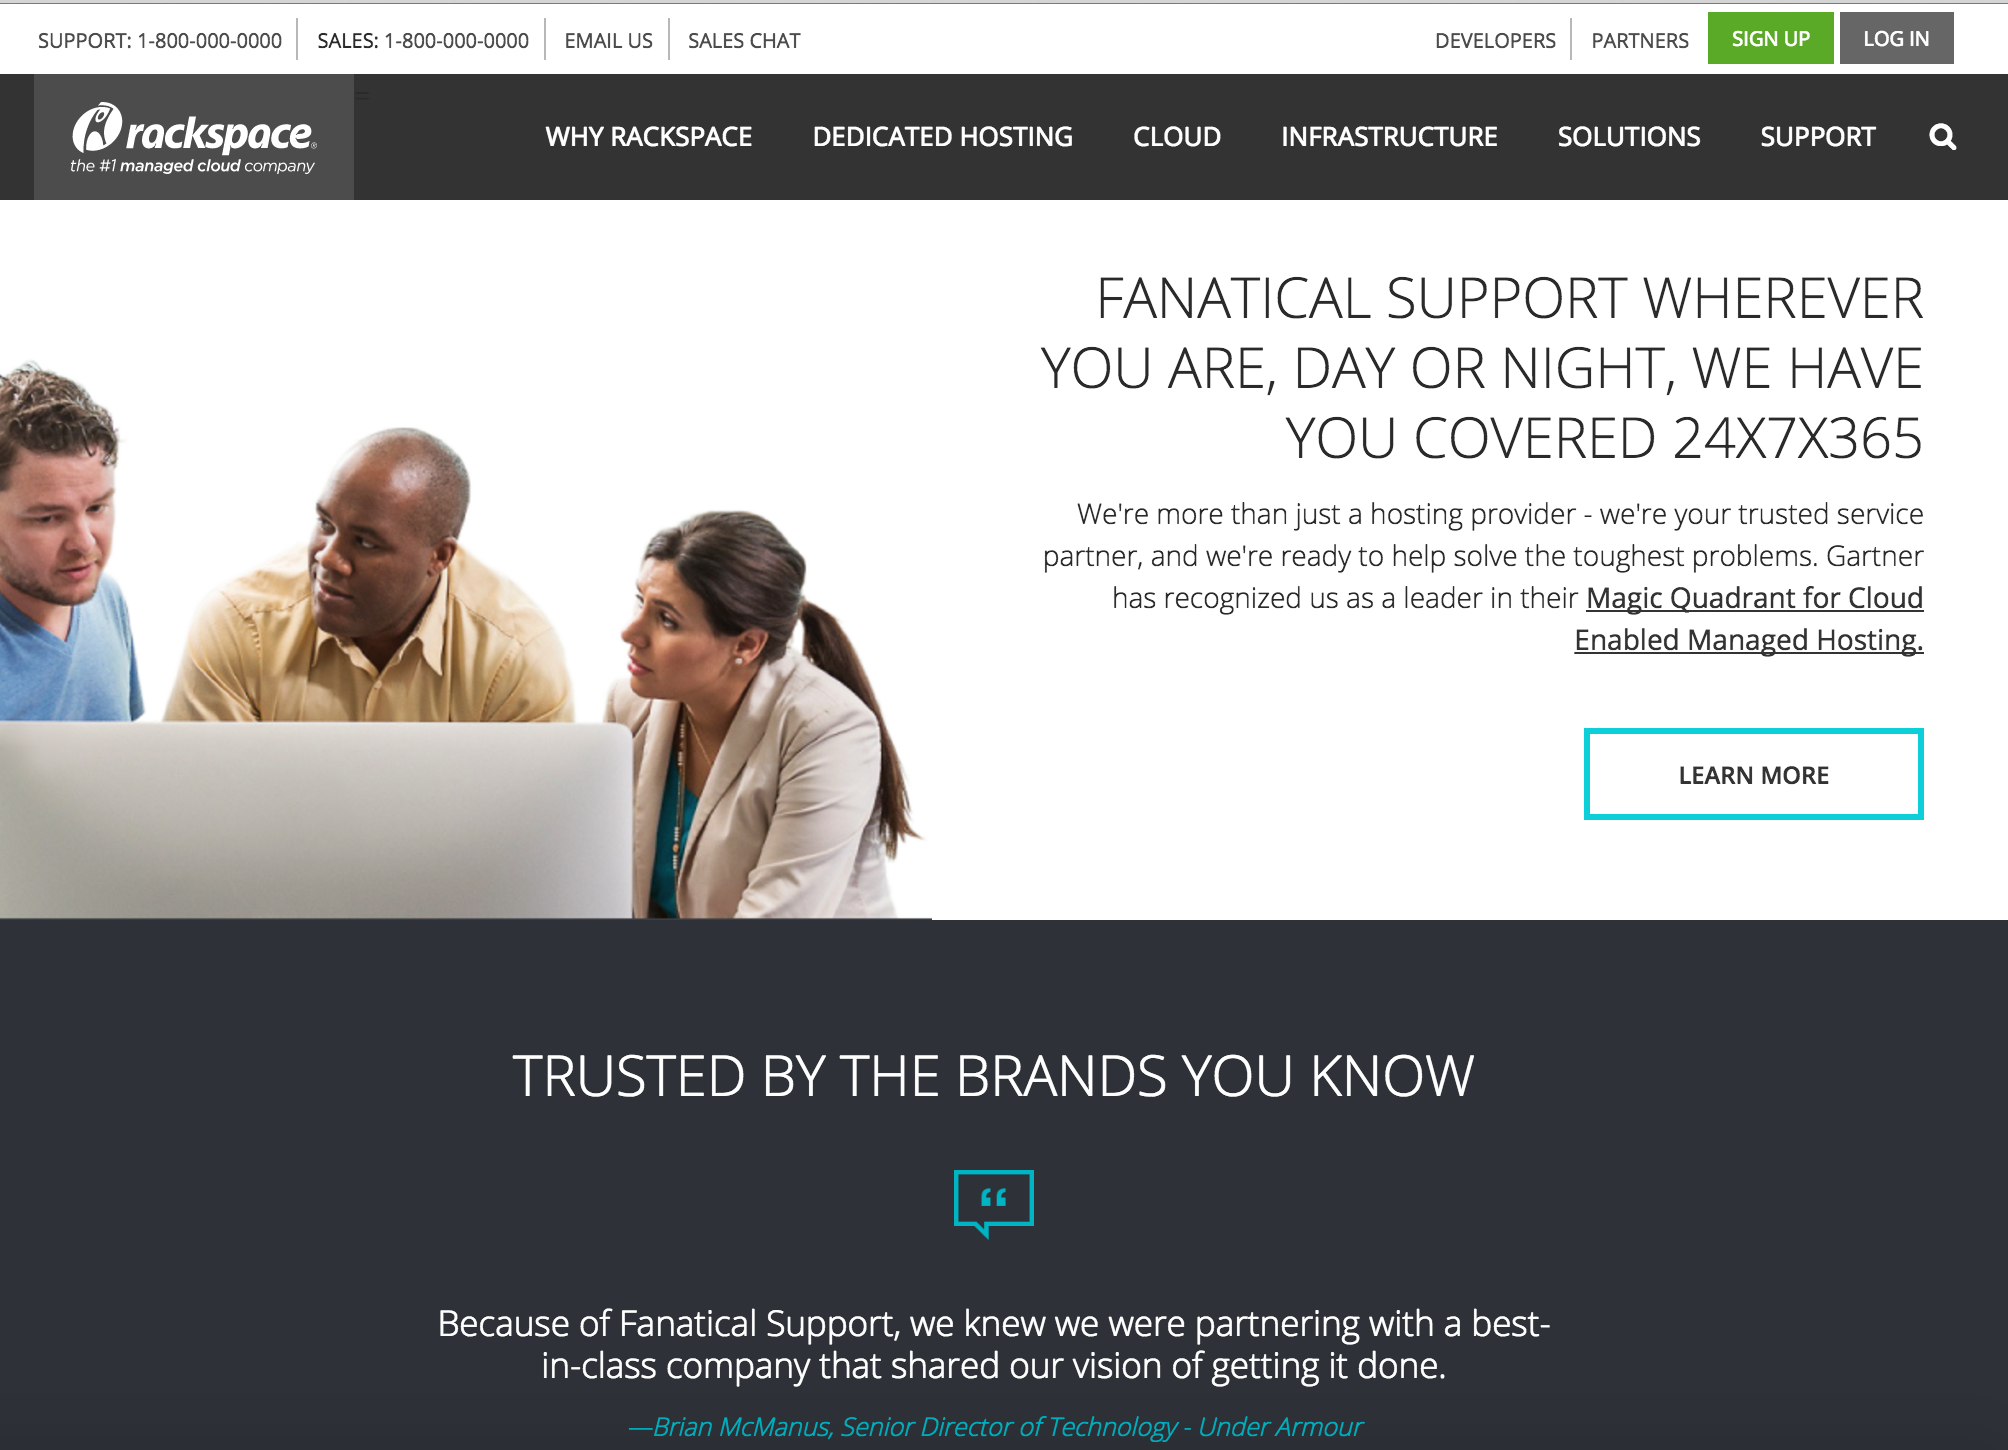 SUPPORT: 1-800-000-0000
SALES: 1-800-000-0000
EMAIL US
SALES CHAT
DEVELOPERS
PARTNERS
SIGN UP
LOG IN
rackspace®
the #1 managed cloud company
WHY RACKSPACE
DEDICATED HOSTING
CLOUD
INFRASTRUCTURE
SOLUTIONS
SUPPORT
FANATICAL SUPPORT WHEREVER
YOU ARE, DAY OR NIGHT, WE HAVE
YOU COVERED 24X7X365
We're more than just a hosting provider - we're your trusted service
partner, and we're ready to help solve the toughest problems. Gartner
has recognized us as a leader in their Magic Quadrant for Cloud
Enabled Managed Hosting.
LEARN MORE
TRUSTED BY THE BRANDS YOU KNOW
“
Because of Fanatical Support, we knew we were partnering with a best-
in-class company that shared our vision of getting it done.
—Brian McManus, Senior Director of Technology - Under Armour